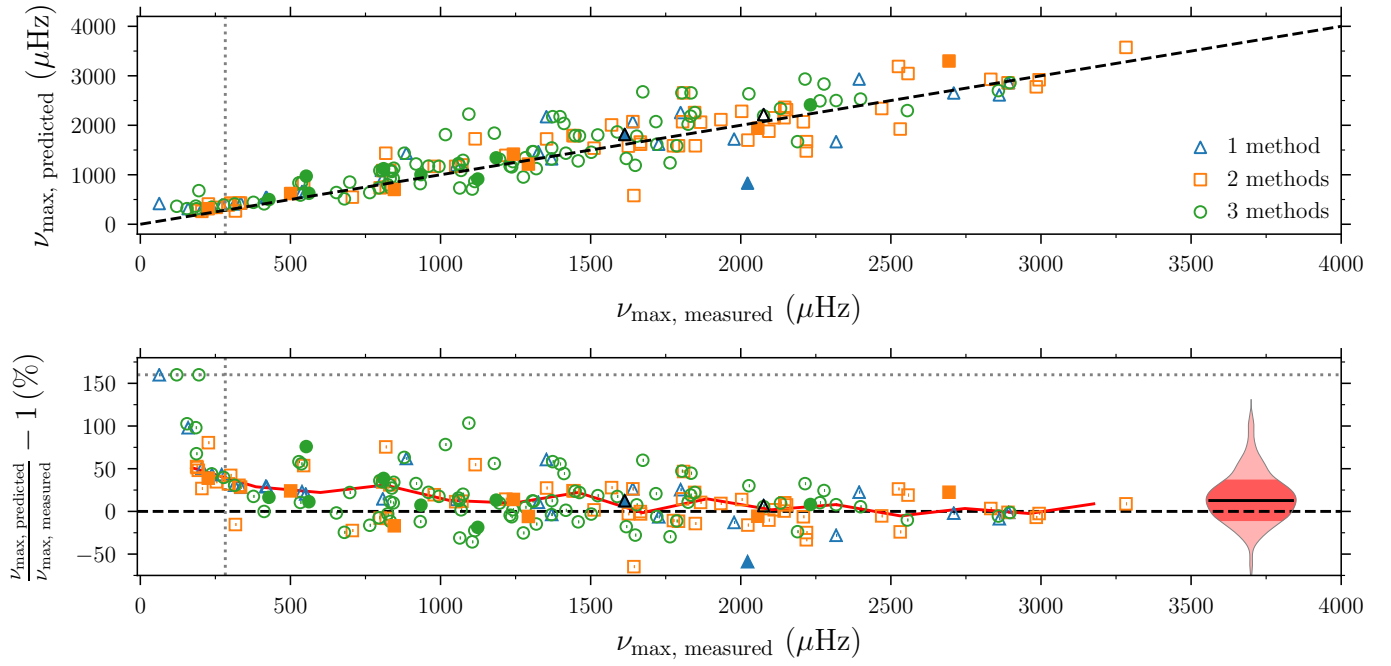 ν_max, predicted (μHz)
4000
3000
2000
1000
0
1 method
2 methods
3 methods
0 500 1000 1500 2000 2500 3000 3500 4000
ν_max, measured (μHz)
ν_max, predicted / ν_max, measured − 1 (%)
150
100
50
0
−50
0 500 1000 1500 2000 2500 3000 3500 4000
ν_max, measured (μHz)